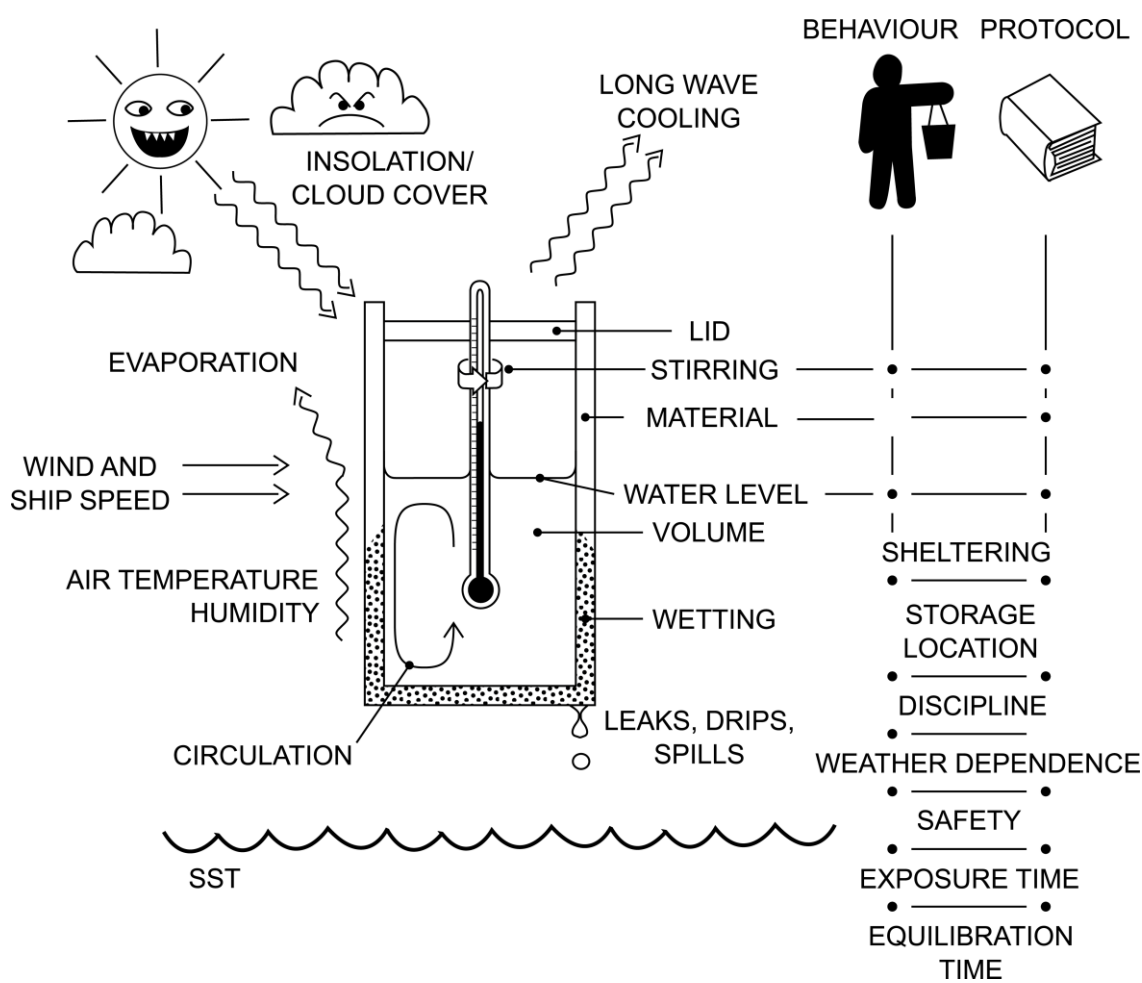 BEHAVIOUR
PROTOCOL
LONG WAVE
COOLING
INSOLATION/
CLOUD COVER
LID
EVAPORATION
STIRRING
MATERIAL
WIND AND
SHIP SPEED
WATER LEVEL
VOLUME
SHELTERING
AIR TEMPERATURE
HUMIDITY
WETTING
STORAGE
LOCATION
DISCIPLINE
LEAKS, DRIPS,
SPILLS
CIRCULATION
WEATHER DEPENDENCE
SAFETY
SST
EXPOSURE TIME
EQUILIBRATION
TIME